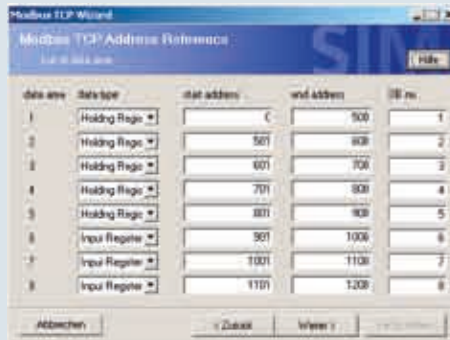 Modbus TCP Wizard
Modbus TCP Address Reference
SIM
Hilfe
data area data type start address end address DB no.
1 Holding Regis 0 500 1
2 Holding Regis 501 600 2
3 Holding Regis 601 700 3
4 Holding Regis 701 800 4
5 Holding Regis 801 900 5
6 Input Register 901 1000 6
7 Input Register 1001 1100 7
8 Input Register 1101 1200 8
Abbrechen < Zurück Weiter >